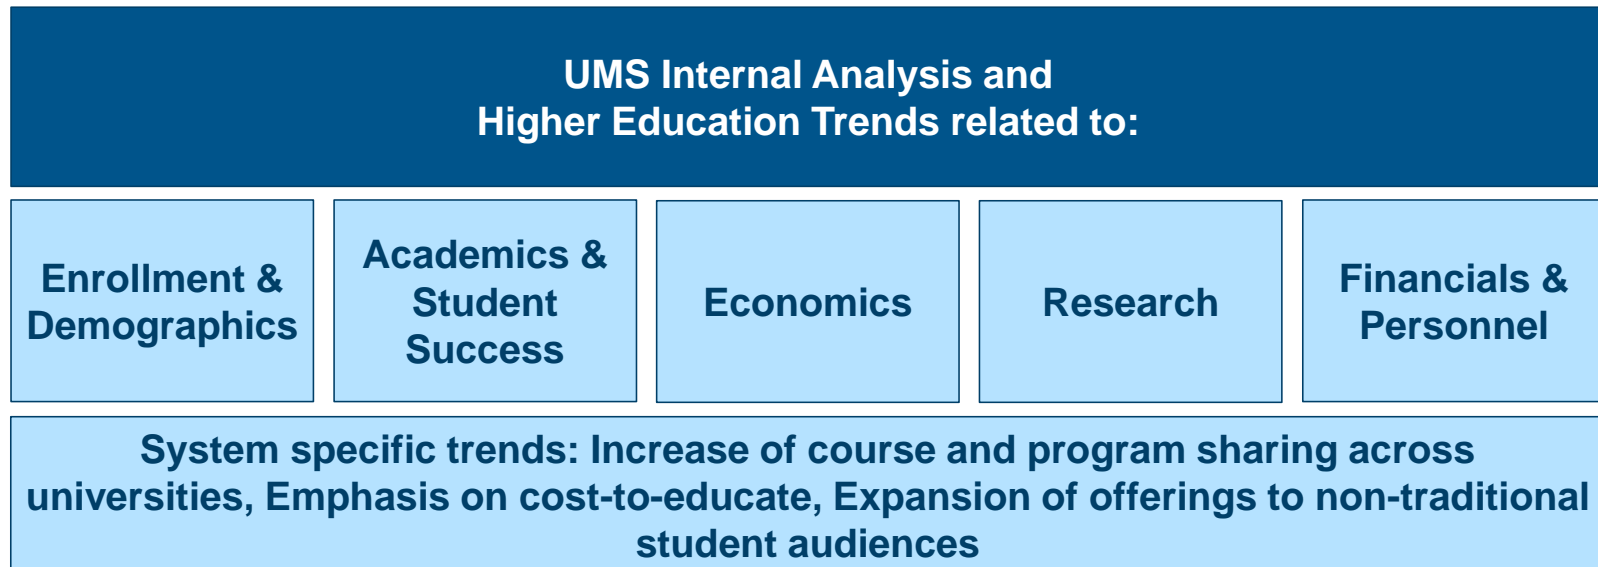 UMS Internal Analysis and
Higher Education Trends related to:
Enrollment &
Demographics
Academics &
Student
Success
Economics
Research
Financials &
Personnel
System specific trends: Increase of course and program sharing across
universities, Emphasis on cost-to-educate, Expansion of offerings to non-traditional
student audiences